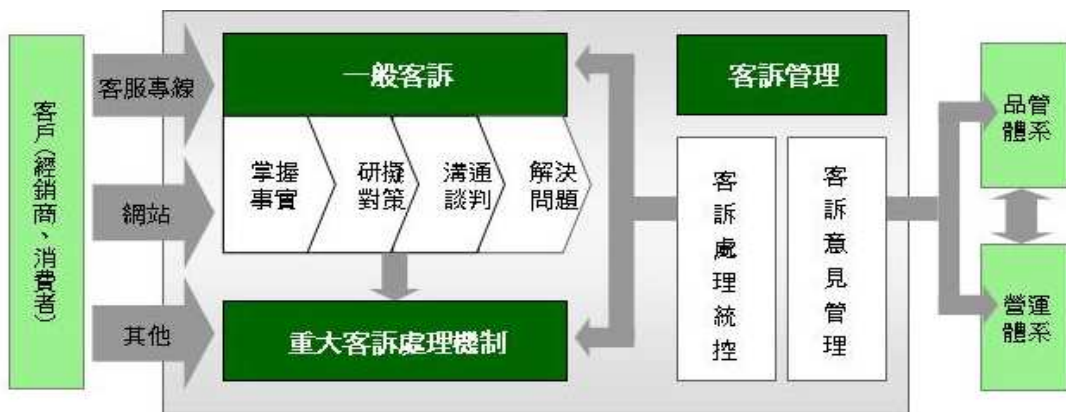 客戶(經銷商、消費者)
客服專線
網站
其他
一般客訴
掌握
事實
研擬
對策
溝通
談判
解決
問題
重大客訴處理機制
客訴管理
客訴處理統控
客訴意見管理
品管
體系
營運
體系